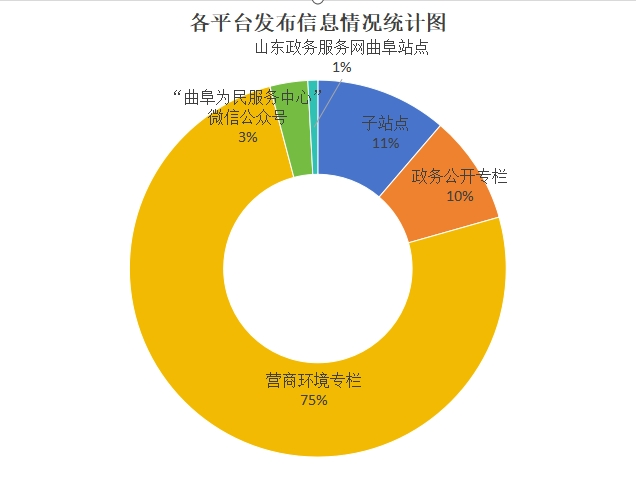 各平台发布信息情况统计图
山东政务服务网曲阜站点
1%
“曲阜为民服务中心”
微信公众号
3%
子站点
11%
政务公开专栏
10%
营商环境专栏
75%